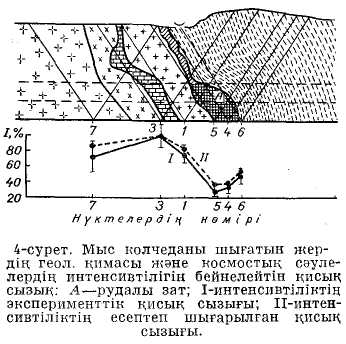 А
7
3
1
5 4 6
I,%
80
60
40
20
I
II
7
3
1
5 4 6
Нүктелердің нөмірі
4-сурет. Мыс колчеданы шығатын жер-
дің геол. қимасы және космостық сәуле-
лердің интенсивтілігін бейнелейтін қисық
сызық: А—рудалы зат; I-интенсивтіліктің
эксперименттік қисық сызығы; II-интен-
сивтіліктің есептеп шығарылған қисық
сызығы.